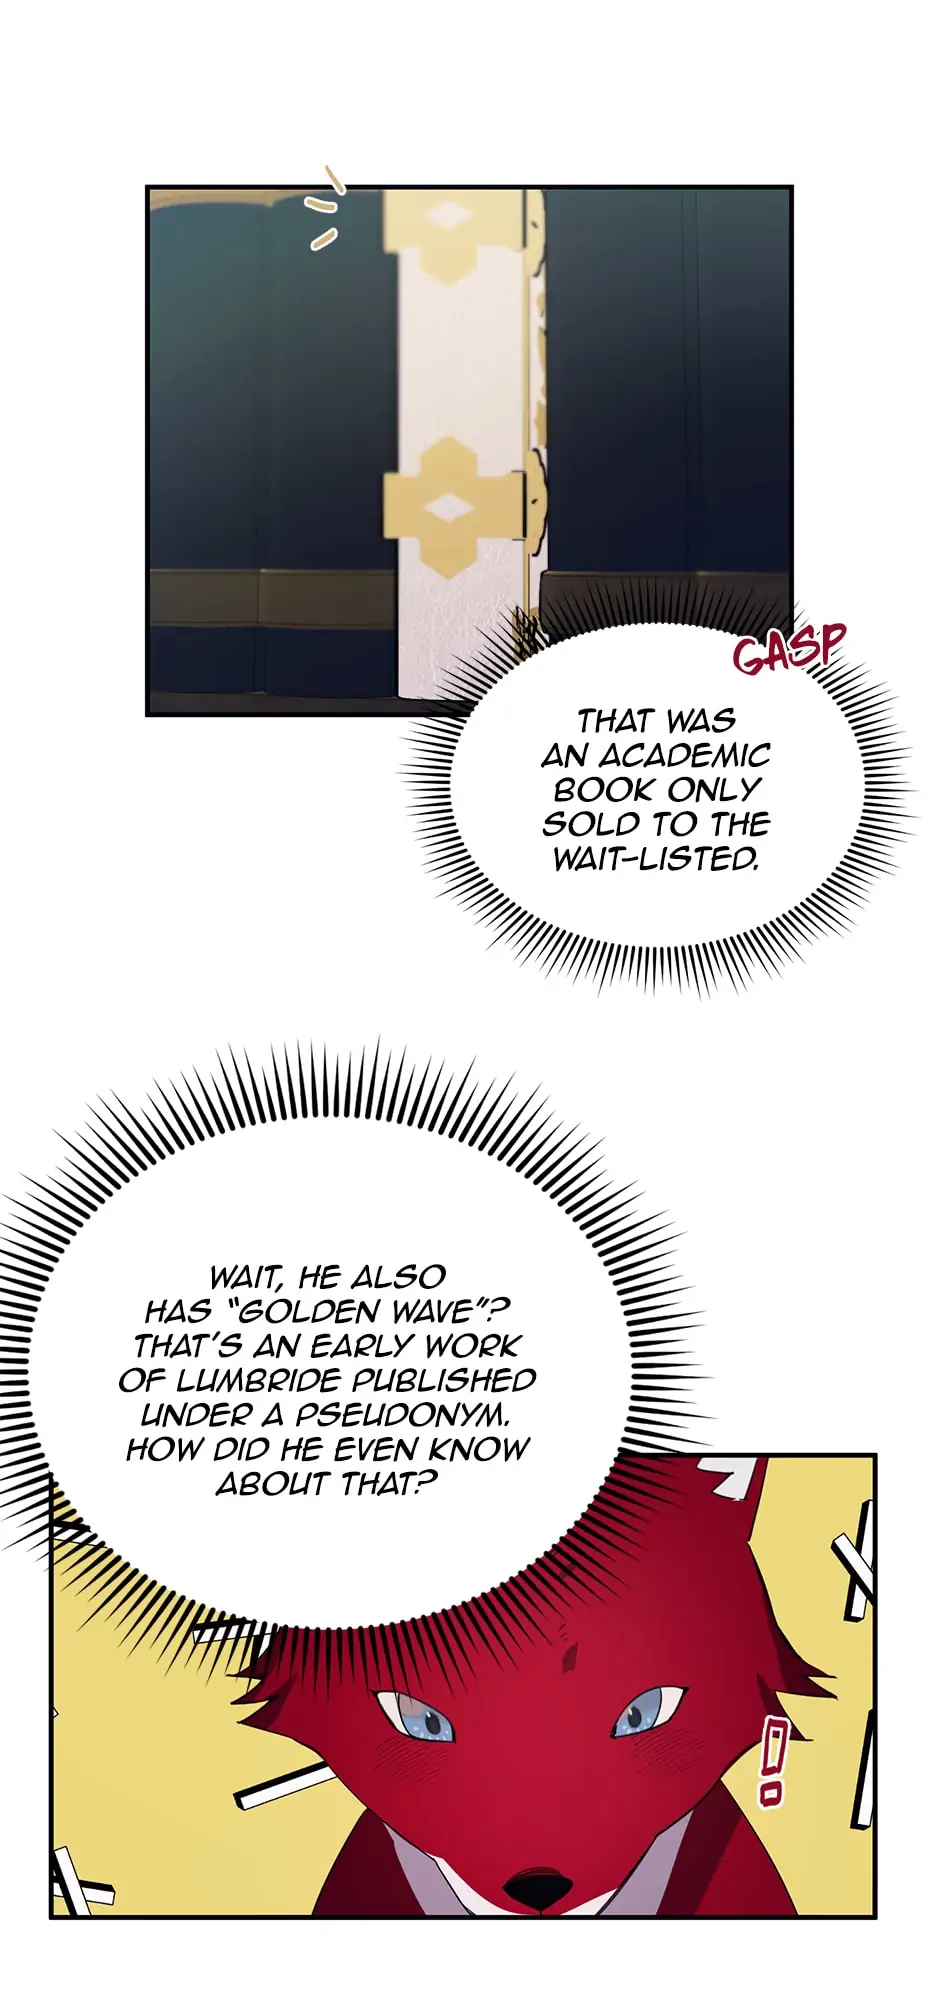 GASP
THAT WAS
AN ACADEMIC
BOOK ONLY
SOLD TO THE
WAIT-LISTED.
WAIT, HE ALSO
HAS "GOLDEN WAVE"?
THAT'S AN EARLY WORK
OF LUMBRIDE PUBLISHED
UNDER A PSEUDONYM.
HOW DID HE EVEN KNOW
ABOUT THAT?
!